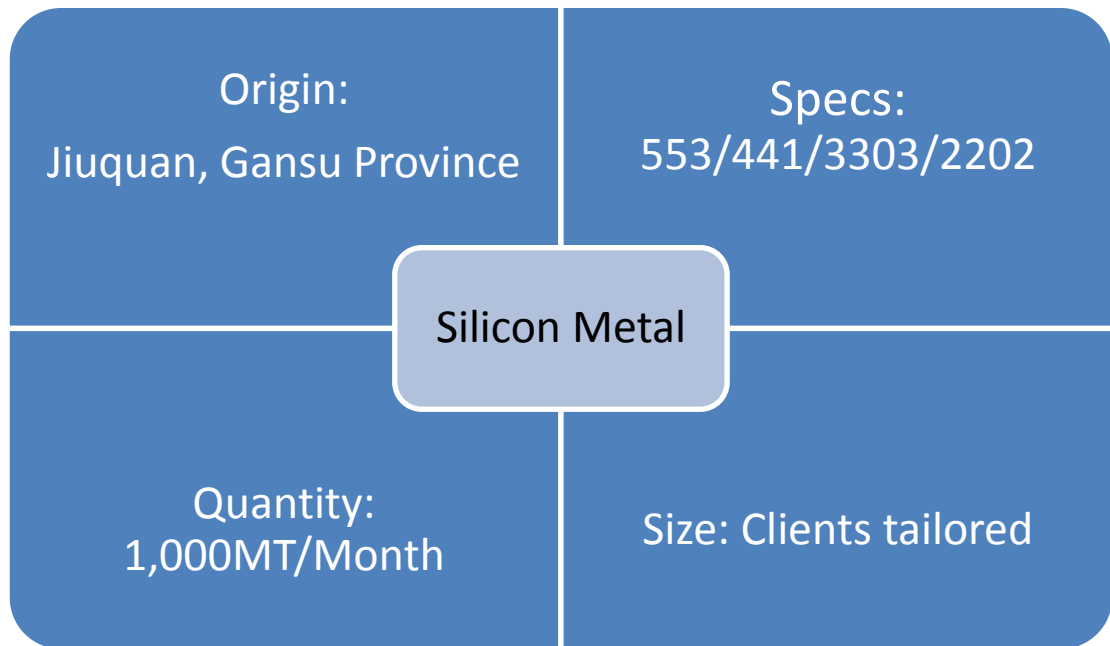 Origin:
Jiuquan, Gansu Province
Specs:
553/441/3303/2202
Silicon Metal
Quantity:
1,000MT/Month
Size: Clients tailored